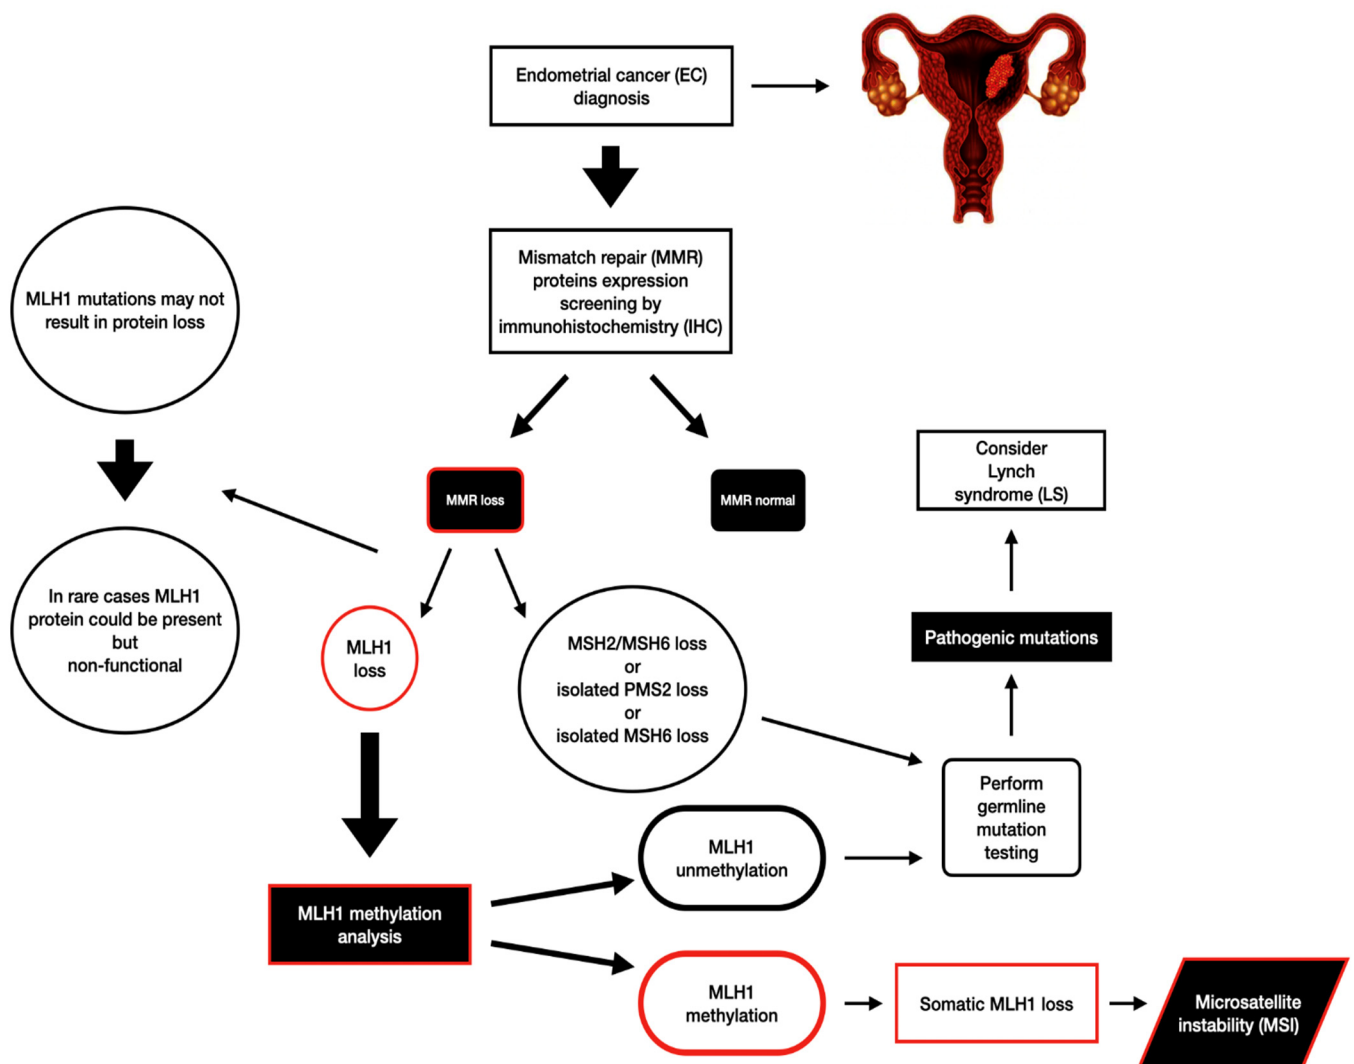 Endometrial cancer (EC)
diagnosis
Mismatch repair (MMR)
proteins expression
screening by
immunohistochemistry (IHC)
MLH1 mutations may not
result in protein loss
In rare cases MLH1
protein could be present
but
non-functional
MMR loss
MMR normal
Consider
Lynch
syndrome (LS)
Pathogenic mutations
MLH1
loss
MSH2/MSH6 loss
or
isolated PMS2 loss
or
isolated MSH6 loss
Perform
germline
mutation
testing
MLH1
unmethylation
MLH1 methylation
analysis
MLH1
methylation
Somatic MLH1 loss
Microsatellite
instability (MSI)